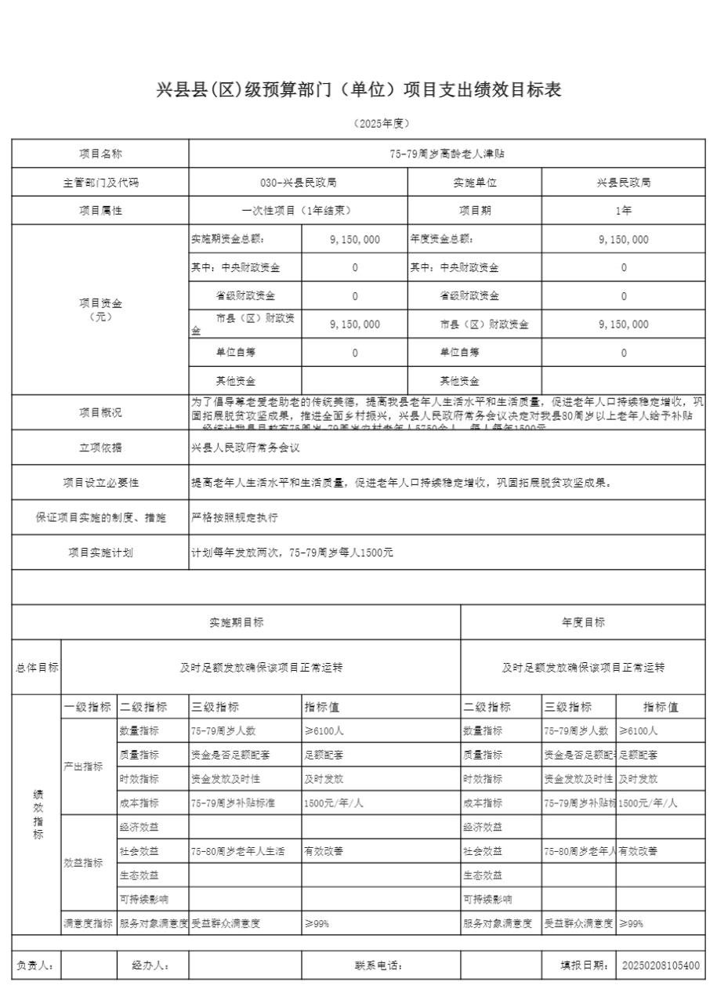 兴县县(区)级预算部门（单位）项目支出绩效目标表
（2025年度）
项目名称 75-79周岁高龄老人津贴
主管部门及代码 030-兴县民政局 实施单位 兴县民政局
项目属性 一次性项目（1年结束） 项目期 1年
项目资金
（元）
实施期资金总额： 9,150,000 年度资金总额： 9,150,000
其中：中央财政资金 0 其中：中央财政资金 0
省级财政资金 0 省级财政资金 0
市县（区）财政资
金 9,150,000 市县（区）财政资金 9,150,000
单位自筹 0 单位自筹 0
其他资金 其他资金
项目概况
为了倡导尊老爱老助老的传统美德，提高我县老年人生活水平和生活质量，促进老年人口持续稳定增收，巩
固拓展脱贫攻坚成果，推进全面乡村振兴，兴县人民政府常务会议决定对我县80周岁以上老年人给予补贴
经统计我县目前有75周岁-79周岁农村老年人5750余人，每人每年1500元
立项依据 兴县人民政府常务会议
项目设立必要性 提高老年人生活水平和生活质量，促进老年人口持续稳定增收，巩固拓展脱贫攻坚成果。
保证项目实施的制度、措施 严格按照规定执行
项目实施计划 计划每年发放两次，75-79周岁每人1500元
实施期目标 年度目标
总体目标 及时足额发放确保该项目正常运转 及时足额发放确保该项目正常运转
绩
效
指
标
一级指标 二级指标 三级指标 指标值 二级指标 三级指标 指标值
产出指标
数量指标 75-79周岁人数 ≥6100人 数量指标 75-79周岁人数 ≥6100人
质量指标 资金是否足额配套 足额配套 质量指标 资金是否足额配 足额配套
时效指标 资金发放及时性 及时发放 时效指标 资金发放及时性 及时发放
成本指标 75-79周岁补贴标准 1500元/年/人 成本指标 75-79周岁补贴标 1500元/年/人
效益指标
经济效益 经济效益
社会效益 75-80周岁老年人生活 有效改善 社会效益 75-80周岁老年人 有效改善
生态效益 生态效益
可持续影响 可持续影响
满意度指标 服务对象满意度 受益群众满意度 ≥99% 服务对象满意度 受益群众满意度 ≥99%
负责人： 经办人： 联系电话： 填报日期： 20250208105400